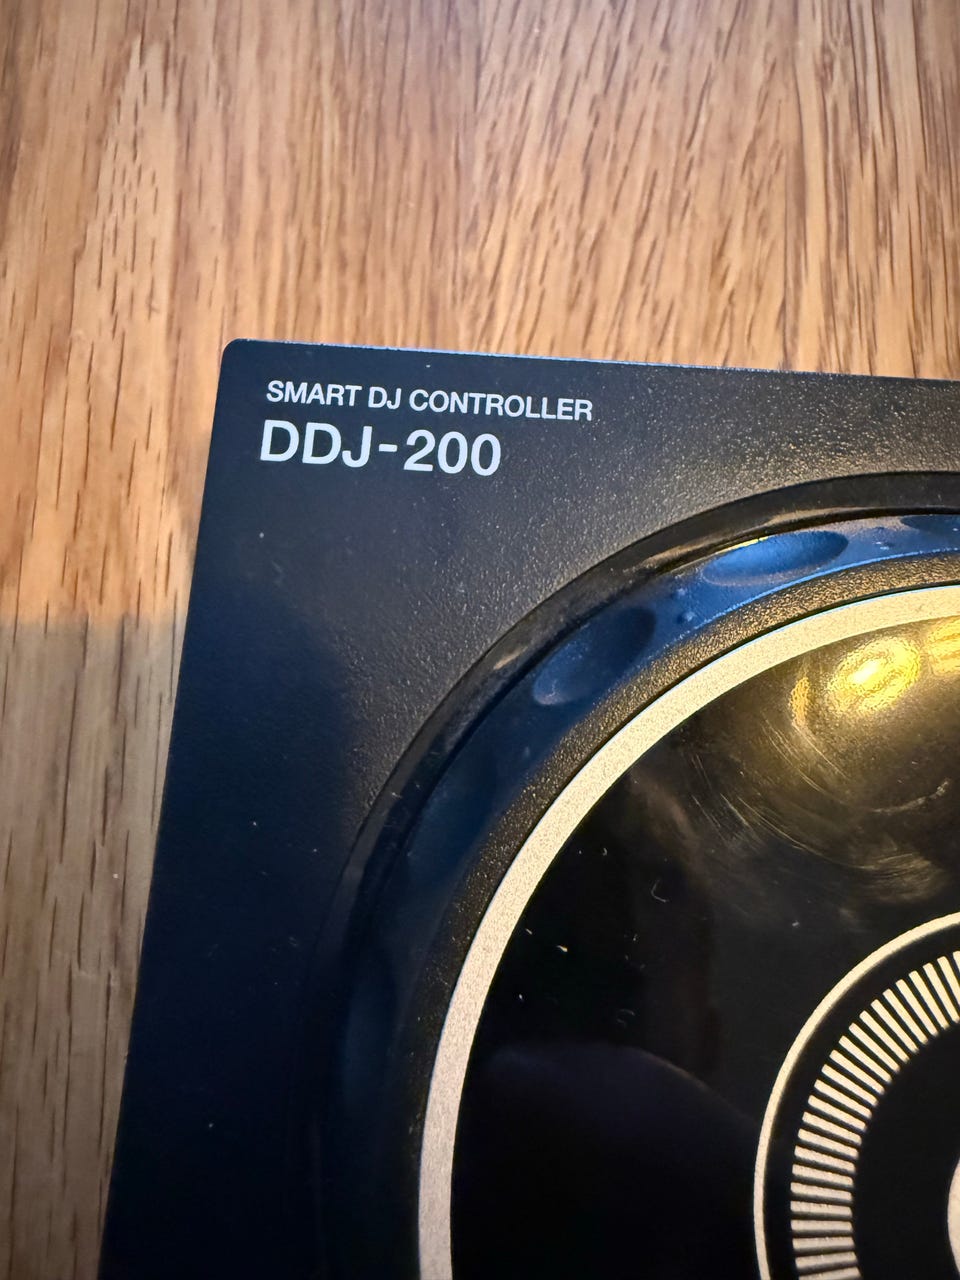 SMART DJ CONTROLLER
DDJ-200